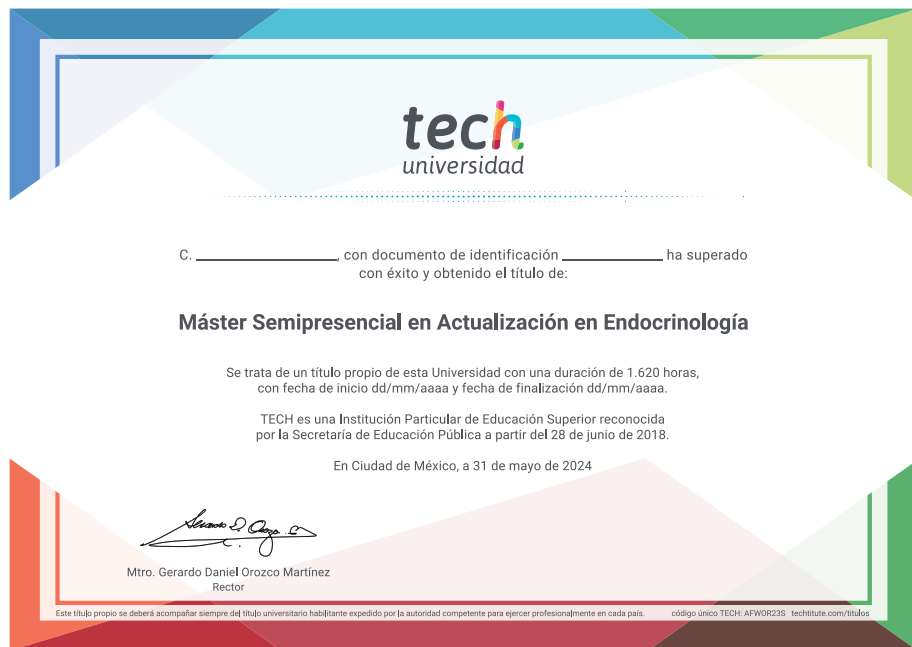 tech
universidad
C. ____________, con documento de identificación __________ ha superado
con éxito y obtenido el título de:
Máster Semipresencial en Actualización en Endocrinología
Se trata de un título propio de esta Universidad con una duración de 1.620 horas,
con fecha de inicio dd/mm/aaaa y fecha de finalización dd/mm/aaaa.
TECH es una Institución Particular de Educación Superior reconocida
por la Secretaría de Educación Pública a partir del 28 de junio de 2018.
En Ciudad de México, a 31 de mayo de 2024
Mtro. Gerardo Daniel Orozco Martínez
Rector
Este título propio se deberá acompañar siempre del título universitario habilitante expedido por la autoridad competente para ejercer profesionalmente en cada país. código único TECH: AFWOR23S techtitute.com/titulos